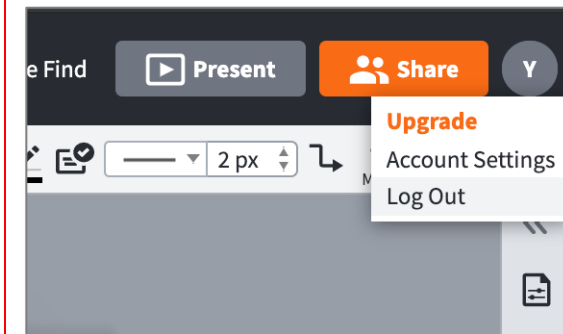 e Find
Present
Share
Y
Upgrade
Account Settings
Log Out
2 px
M